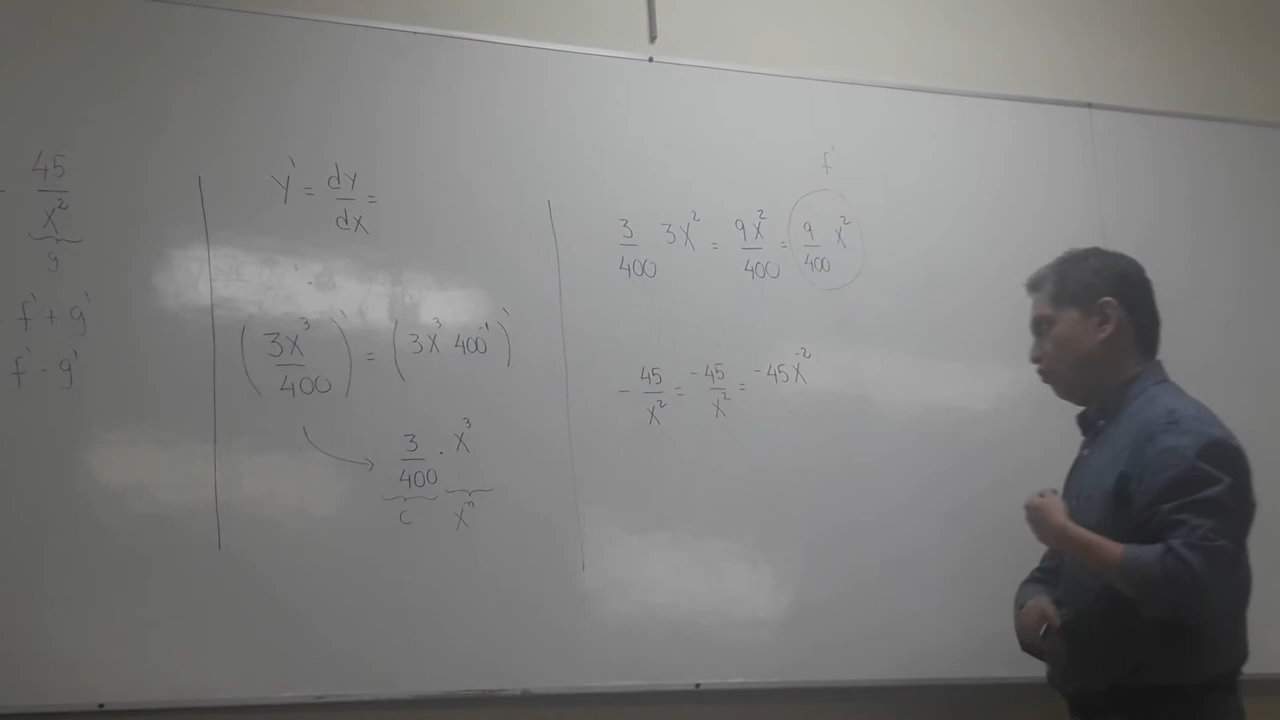 - 45/x²
g
f' + g'
f' - g'
y' = dy/dx =
(3x³/400)' = (3x³ 400⁻¹)'
3/400 · x³
c xⁿ
f'
3/400 3x² = 9x²/400 = 9/400 x²
- 45/x² = -45/x² = -45x⁻²